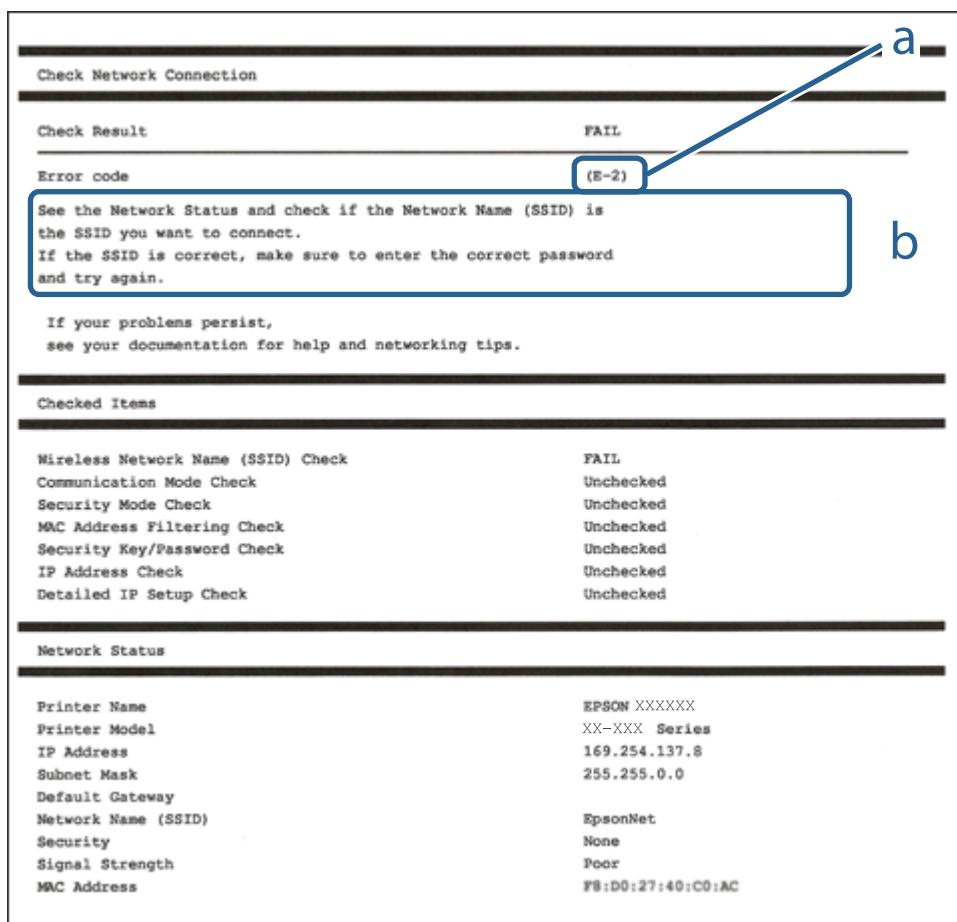 a
Check Network Connection
Check Result FAIL
Error code (E-2)
See the Network Status and check if the Network Name (SSID) is
the SSID you want to connect.
If the SSID is correct, make sure to enter the correct password
and try again.
b
If your problems persist,
see your documentation for help and networking tips.
Checked Items
Wireless Network Name (SSID) Check FAIL
Communication Mode Check Unchecked
Security Mode Check Unchecked
MAC Address Filtering Check Unchecked
Security Key/Password Check Unchecked
IP Address Check Unchecked
Detailed IP Setup Check Unchecked
Network Status
Printer Name EPSON XXXXXX
Printer Model XX-XXX Series
IP Address 169.254.137.8
Subnet Mask 255.255.0.0
Default Gateway
Network Name (SSID) EpsonNet
Security None
Signal Strength Poor
MAC Address F8:D0:27:40:C0:AC